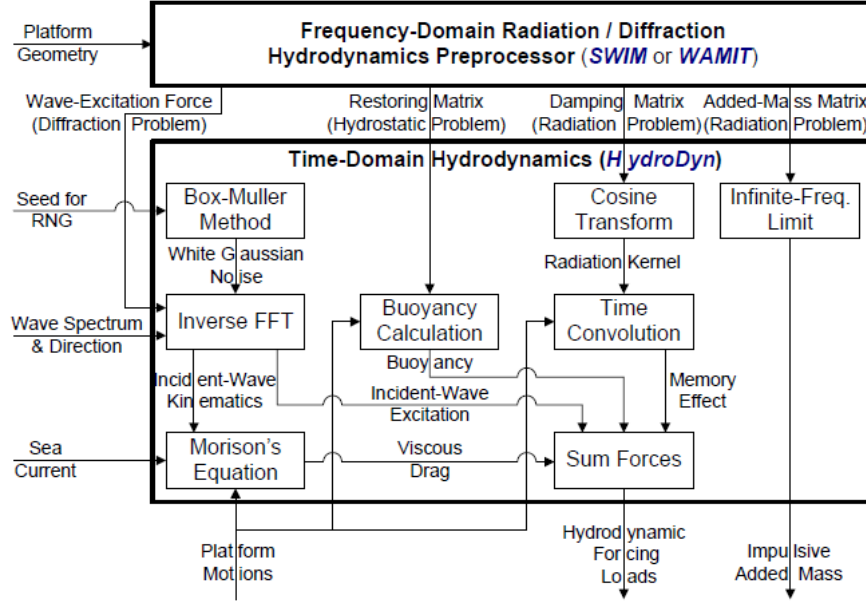 Platform
Geometry
Frequency-Domain Radiation / Diffraction
Hydrodynamics Preprocessor (SWIM or WAMIT)
Wave-Excitation Force
(Diffraction Problem)
Restoring Matrix
(Hydrostatic Problem)
Damping Matrix
(Radiation Problem)
Added-Mass Matrix
(Radiation Problem)
Time-Domain Hydrodynamics (HydroDyn)
Seed for
RNG
Box-Muller
Method
Cosine
Transform
Infinite-Freq.
Limit
White Gaussian
Noise
Radiation Kernel
Wave Spectrum
& Direction
Inverse FFT
Buoyancy
Calculation
Time
Convolution
Incident-Wave
Kinematics
Buoyancy
Incident-Wave
Excitation
Memory
Effect
Sea
Current
Morison's
Equation
Viscous
Drag
Sum Forces
Platform
Motions
Hydrodynamic
Forcing
Loads
Impulsive
Added Mass